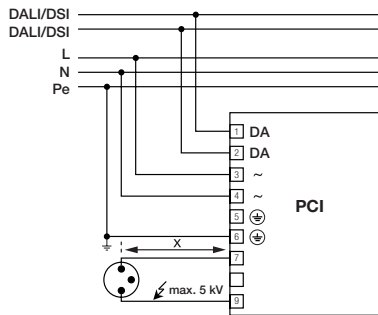 DALI/DSI
DALI/DSI
L
N
Pe
1 DA
2 DA
3 ~
4 ~
PCI
5
6
X
7
max. 5 kV
9